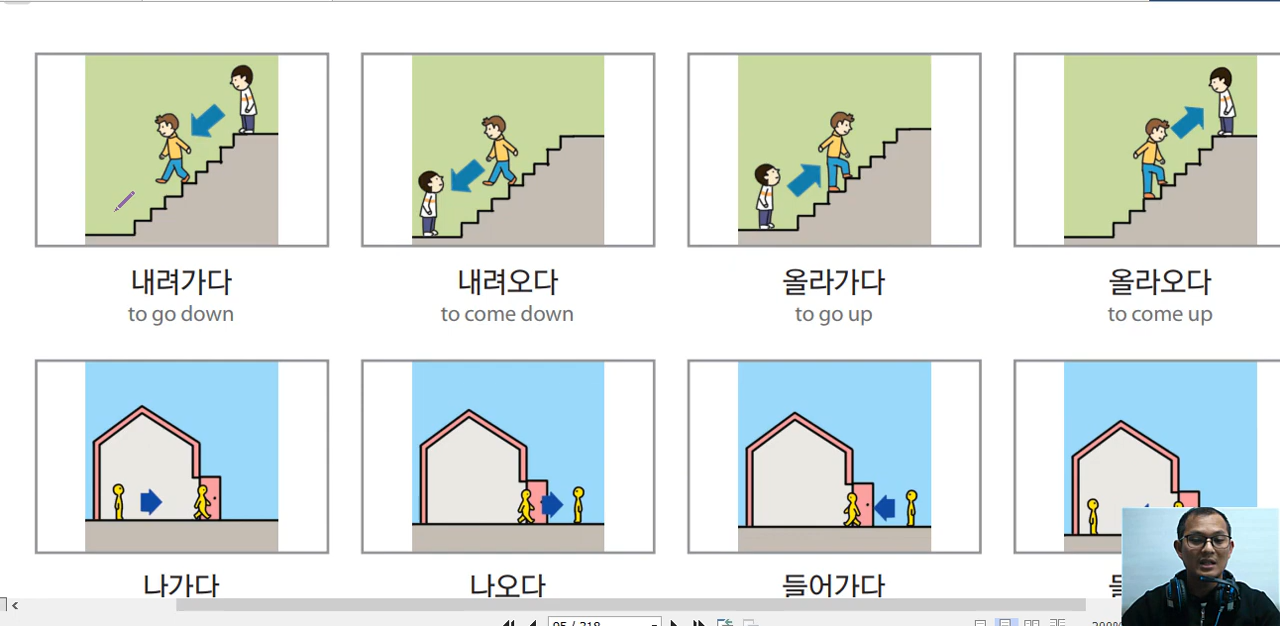 내려가다
to go down
내려오다
to come down
올라가다
to go up
올라오다
to come up
나가다
나오다
들어가다
95 / 318